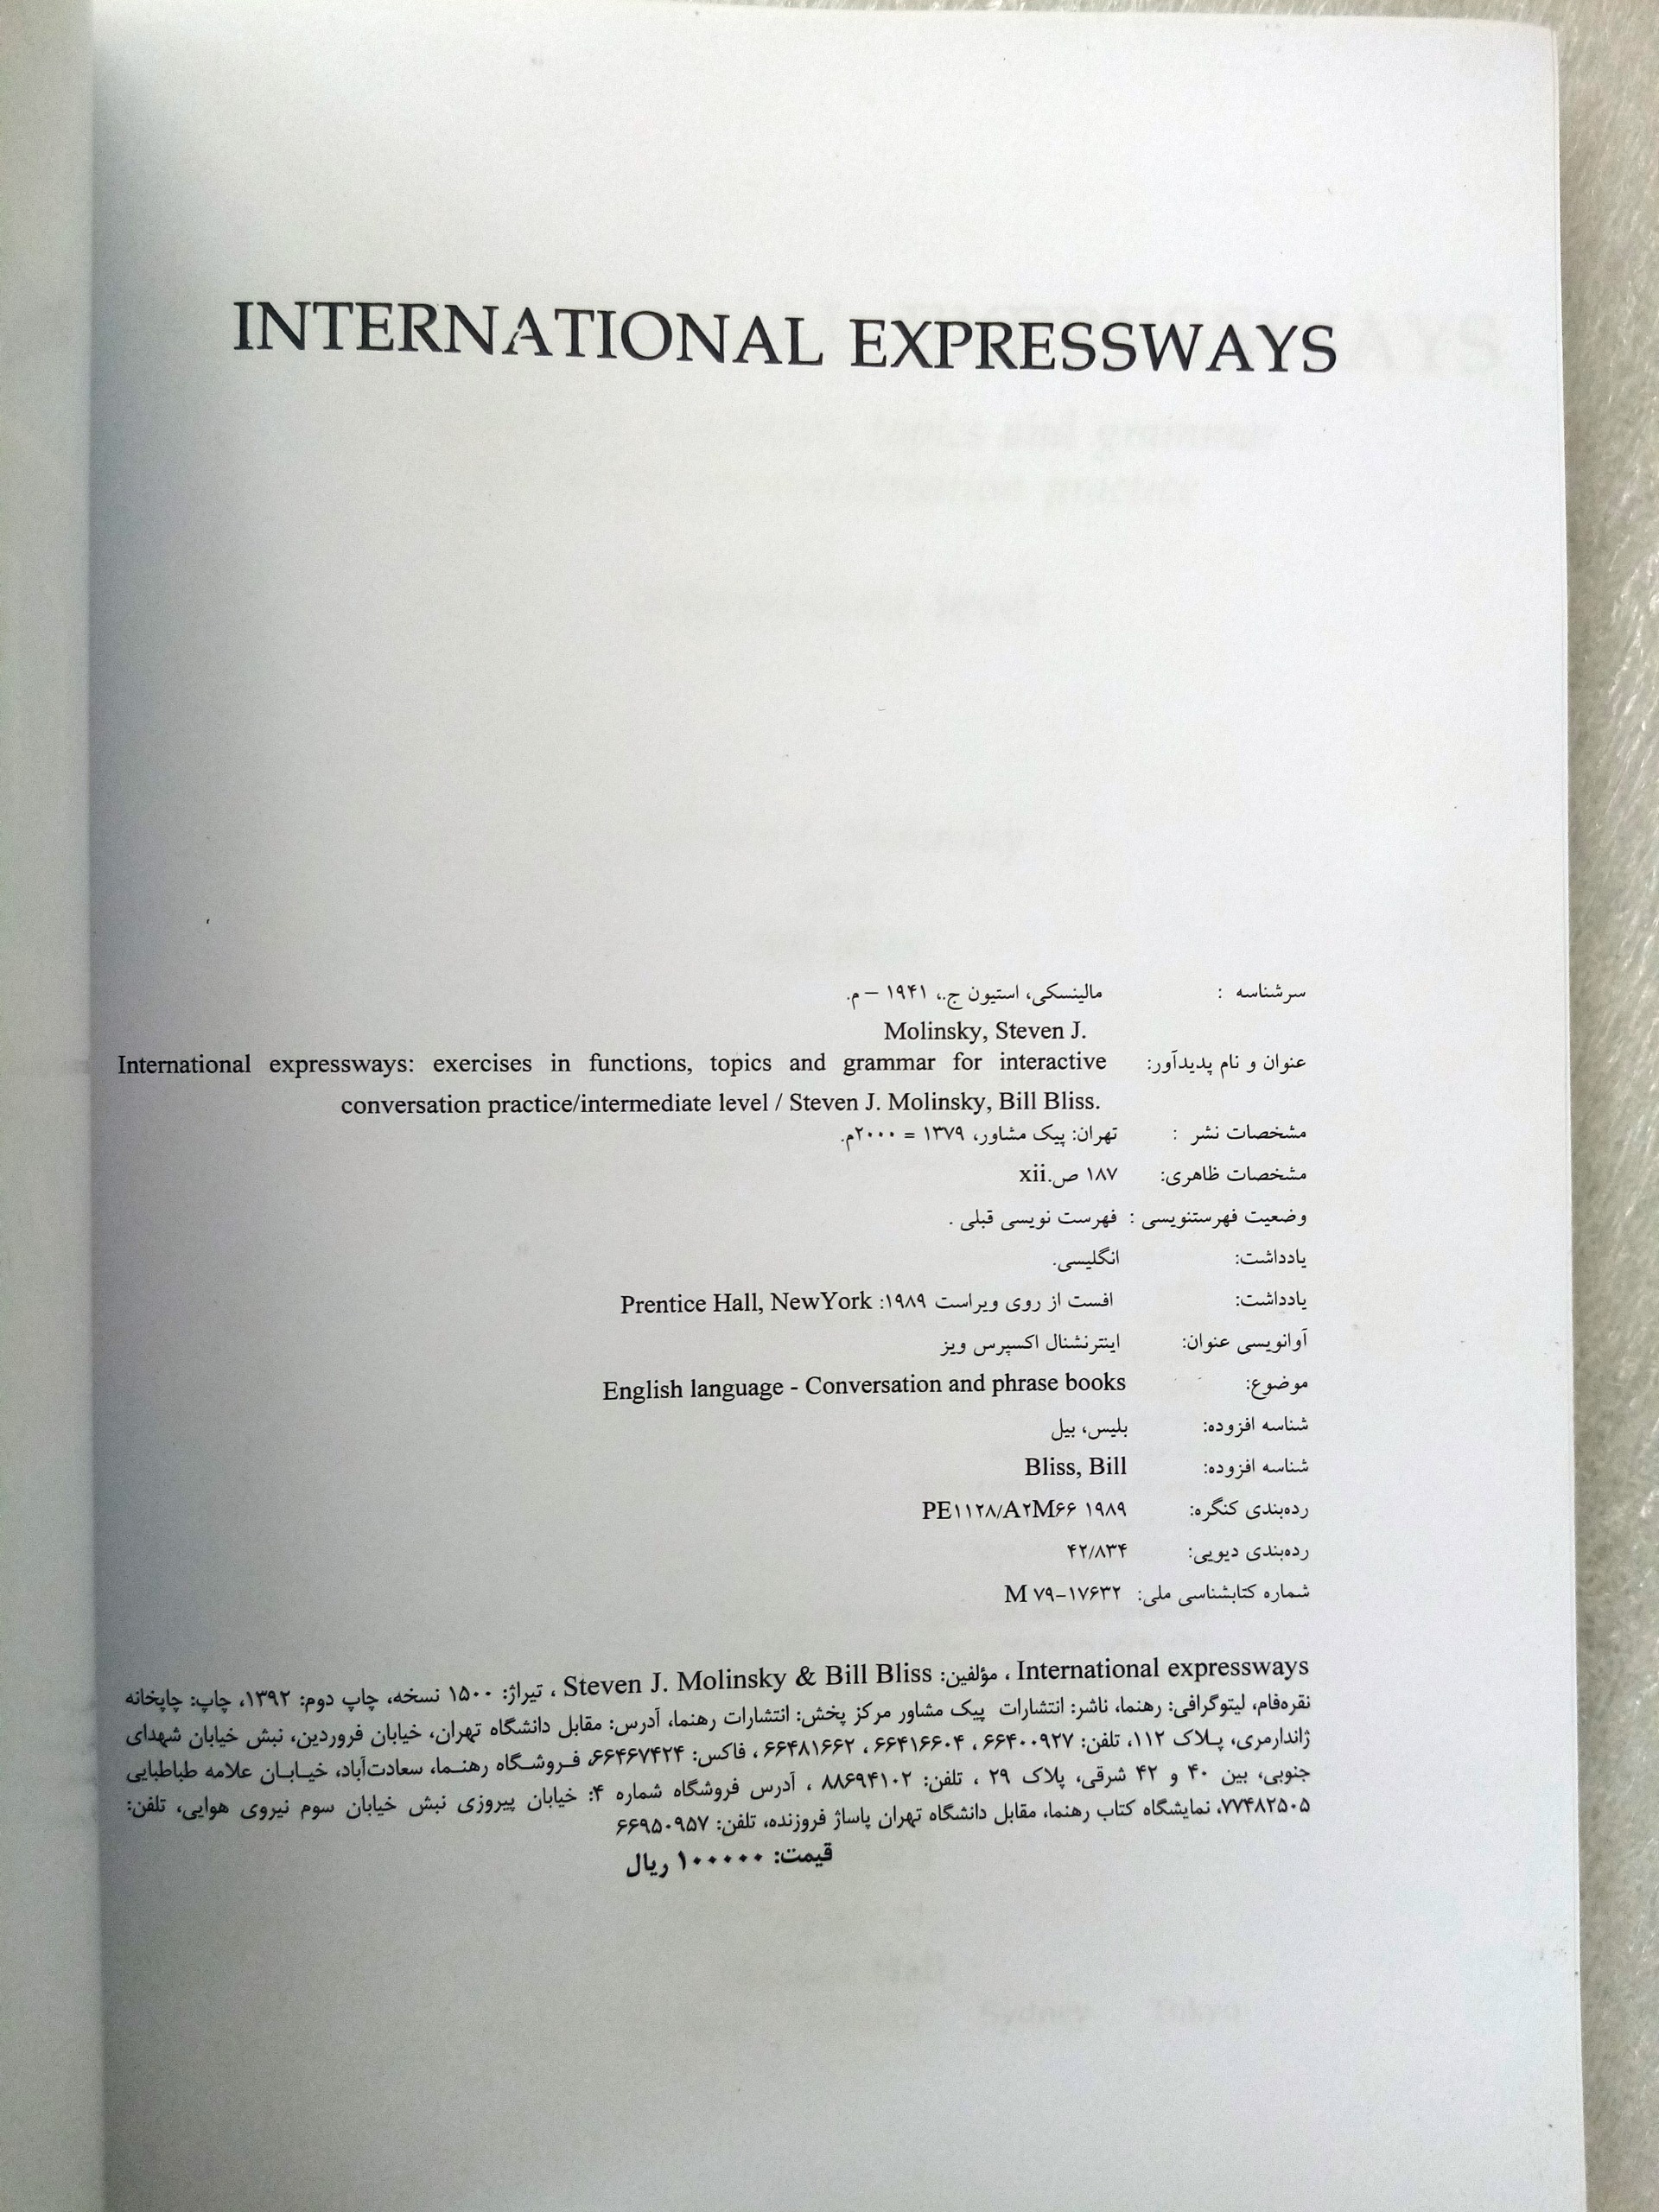 INTERNATIONAL EXPRESSWAYS
سرشناسه : مالینسکی، استیون ج.، ۱۹۴۱ – م.
Molinsky, Steven J.
عنوان و نام پدیدآور: International expressways: exercises in functions, topics and grammar for interactive
conversation practice/intermediate level / Steven J. Molinsky, Bill Bliss.
مشخصات نشر : تهران: پیک مشاور، ۱۳۷۹ = ۲۰۰۰م.
مشخصات ظاهری: ۱۸۷ ص.xii
وضعیت فهرستنویسی : فهرست نویسی قبلی .
یادداشت: انگلیسی.
یادداشت: افست از روی ویراست ۱۹۸۹: Prentice Hall, NewYork
آوانویسی عنوان: اینترنشنال اکسپرس ویز
موضوع: English language - Conversation and phrase books
شناسه افزوده: بلیس، بیل
شناسه افزوده: Bliss, Bill
رده‌بندی کنگره: PE۱۱۲۸/A۲M۶۶ ۱۹۸۹
رده‌بندی دیویی: ۴۲/۸۳۴
شماره کتابشناسی ملی: M ۷۹-۱۷۶۳۲
International expressways ، مؤلفین: Steven J. Molinsky & Bill Bliss ، تیراژ: ۱۵۰۰ نسخه، چاپ دوم: ۱۳۹۲، چاپ: چاپخانه
نقره‌فام، لیتوگرافی: رهنما، ناشر: انتشارات پیک مشاور مرکز پخش: انتشارات رهنما، آدرس: مقابل دانشگاه تهران، خیابان فروردین، نبش خیابان شهدای
ژاندارمری، پلاک ۱۱۲، تلفن: ۶۶۴۰۰۹۲۷ ، ۶۶۴۱۶۶۰۴ ، ۶۶۴۸۱۶۶۲ ، فاکس: ۶۶۴۶۷۴۲۴، فروشگاه رهنما، سعادت‌آباد، خیابان علامه طباطبایی
جنوبی، بین ۴۰ و ۴۲ شرقی، پلاک ۲۹ ، تلفن: ۸۸۶۹۴۱۰۲ ، آدرس فروشگاه شماره ۴: خیابان پیروزی نبش خیابان سوم نیروی هوایی، تلفن:
۷۷۴۸۲۵۰۵، نمایشگاه کتاب رهنما، مقابل دانشگاه تهران پاساژ فروزنده، تلفن: ۶۶۹۵۰۹۵۷
قیمت: ۱۰۰۰۰۰ ریال